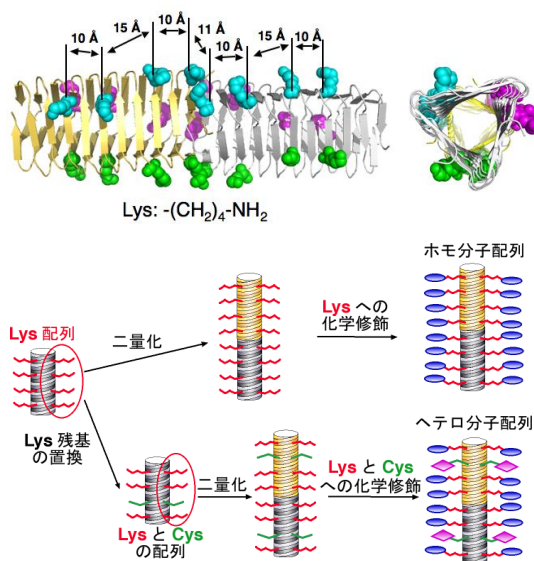 10 Å
15 Å
10 Å
11 Å
10 Å
15 Å
10 Å
Lys: -(CH2)4-NH2
ホモ分子配列
Lys 配列
二量化
Lys への
化学修飾
ヘテロ分子配列
Lys 残基
の置換
二量化
Lys と Cys
への化学修飾
Lysと Cys
の配列